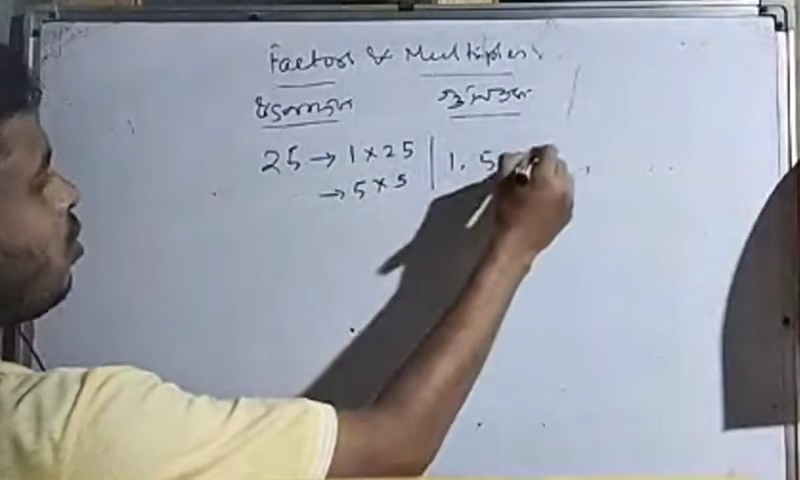 Factors & Multiples
25 → 1 × 25 | 1, 5
→ 5 × 5